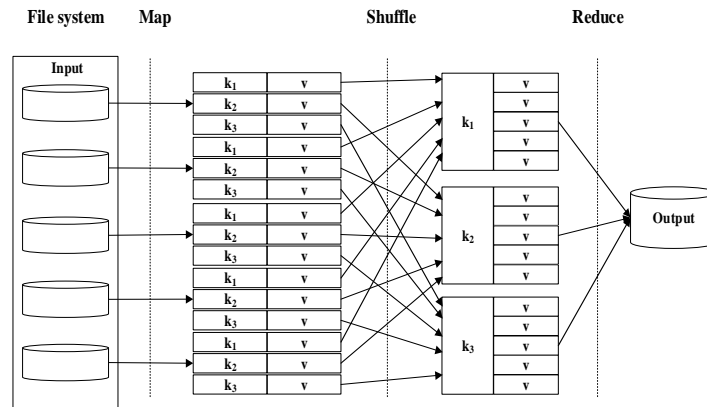 File system Map Shuffle Reduce
Input
k₁ v
k₂ v
k₃ v
k₁ v
k₂ v
k₃ v
k₁ v
k₂ v
k₃ v
k₁ v
k₂ v
k₃ v
k₁ v
k₂ v
k₃ v
k₁
v
v
v
v
v
k₂
v
v
v
v
v
k₃
v
v
v
v
v
Output